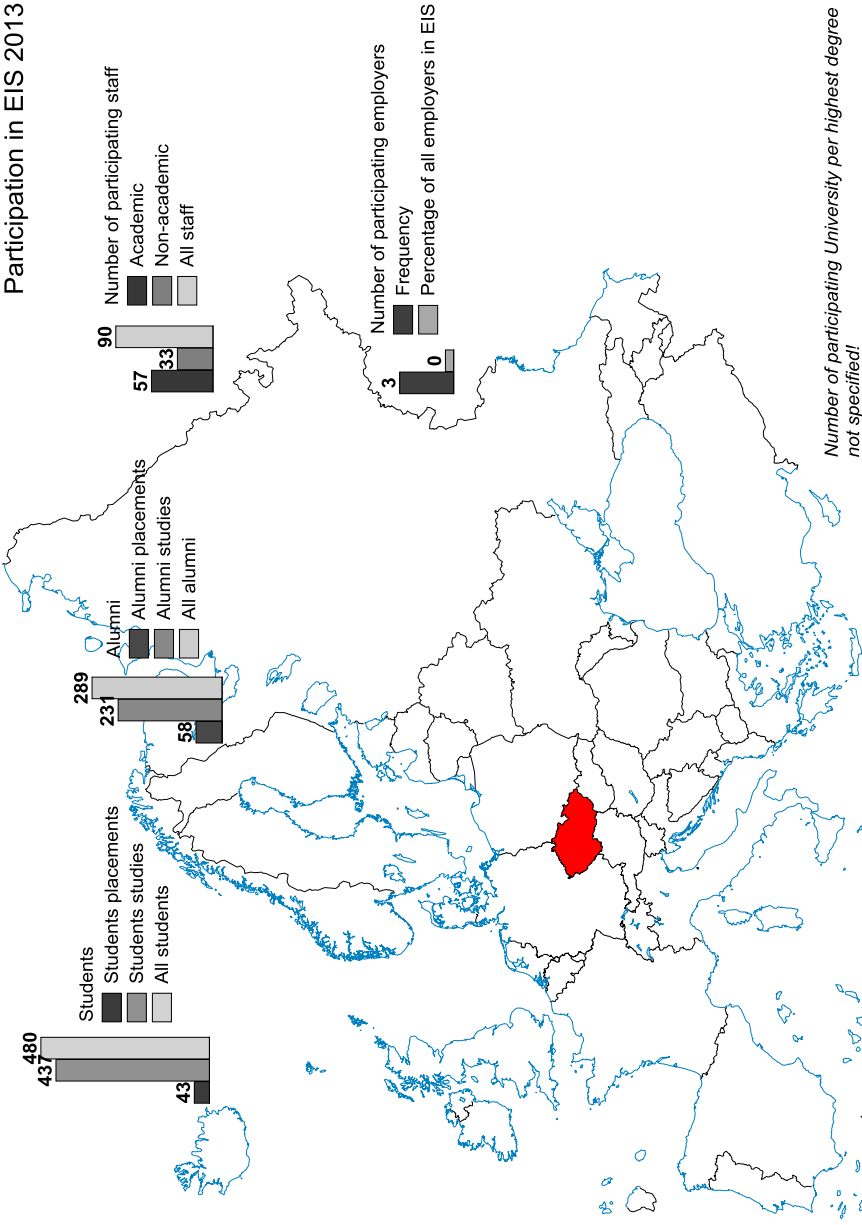 Participation in EIS 2013
Students
Students placements
Students studies
All students
43
437
480
Alumni
Alumni placements
Alumni studies
All alumni
58
231
289
Number of participating staff
Academic
Non-academic
All staff
57
33
90
Number of participating employers
Frequency
Percentage of all employers in EIS
3
0
Number of participating University per highest degree
not specified!